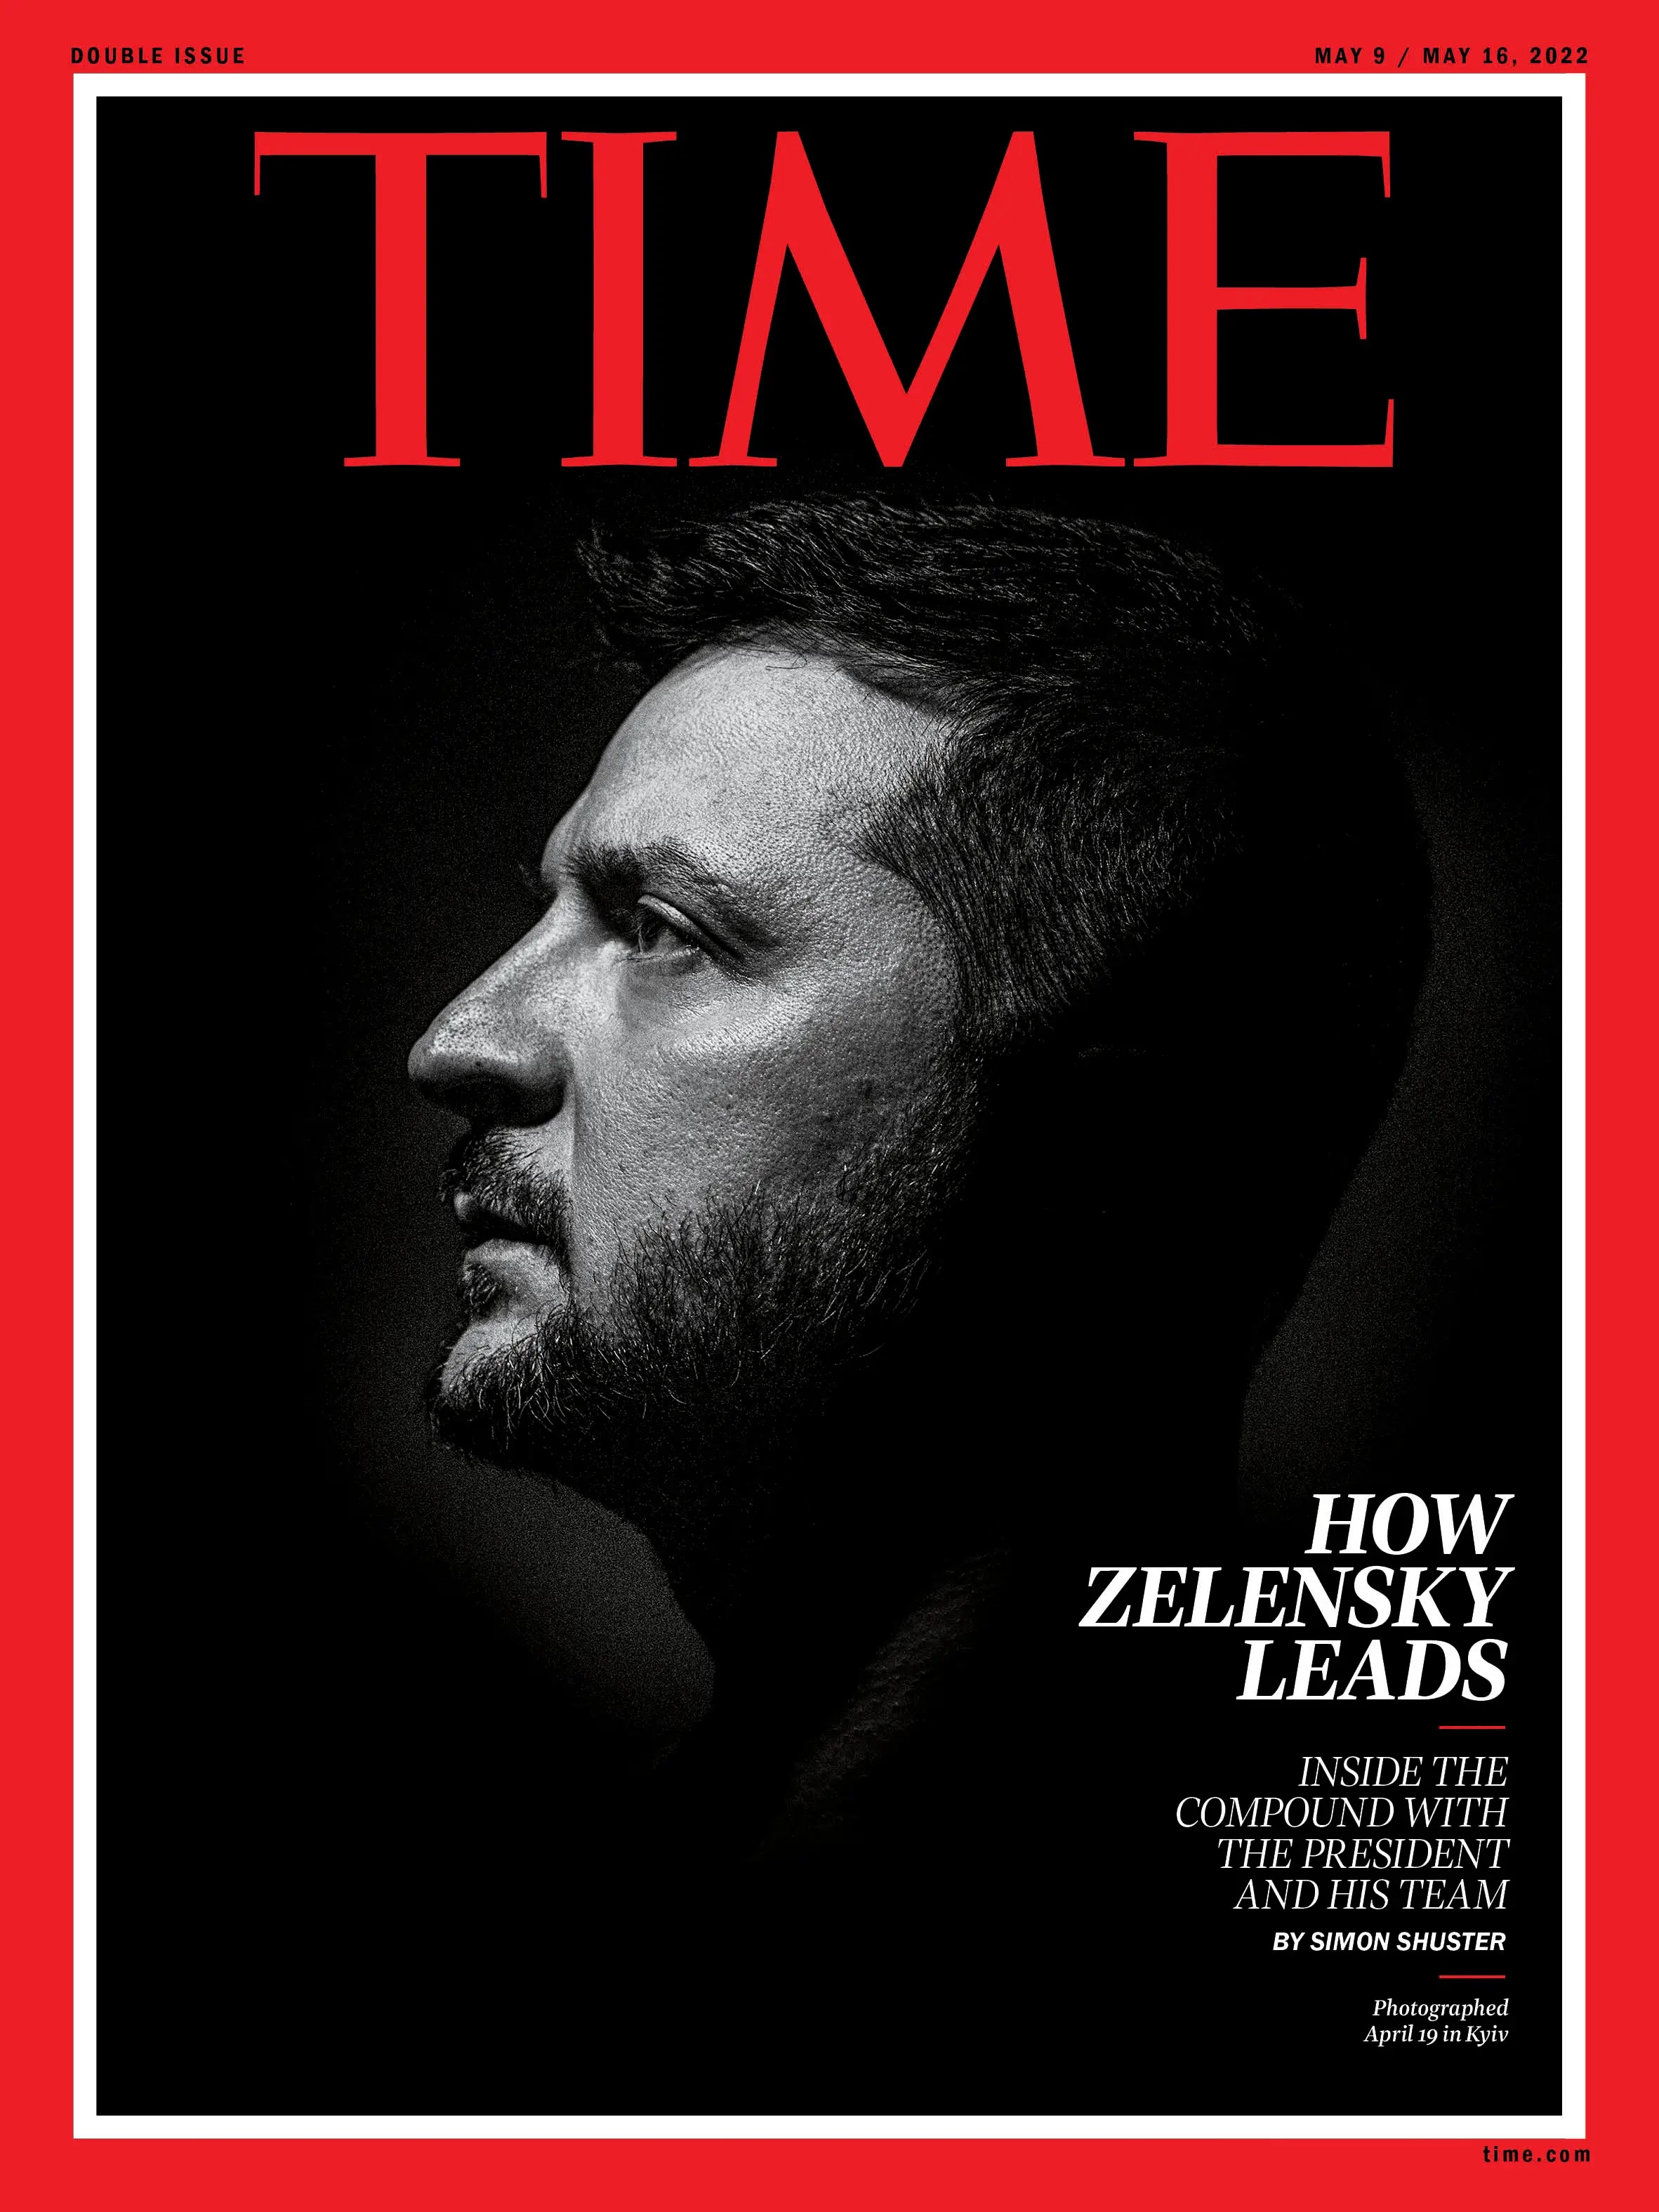 DOUBLE ISSUE
MAY 9 / MAY 16, 2022
TIME
HOW
ZELENSKY
LEADS
INSIDE THE
COMPOUND WITH
THE PRESIDENT
AND HIS TEAM
BY SIMON SHUSTER
Photographed
April 19 in Kyiv
time.com